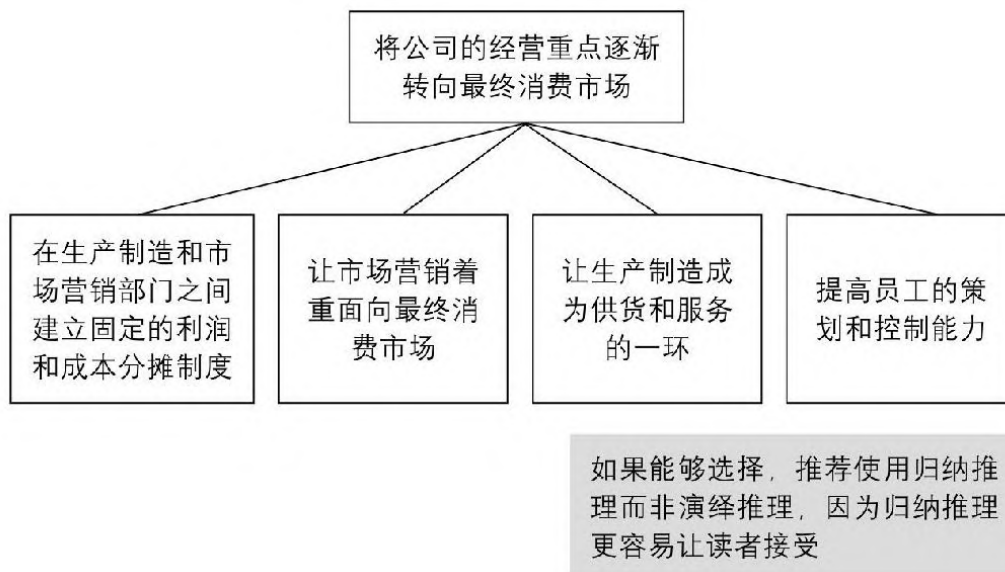 将公司的经营重点逐渐
转向最终消费市场
在生产制造和市
场营销部门之间
建立固定的利润
和成本分摊制度
让市场营销着
重面向最终消
费市场
让生产制造成
为供货和服务
的一环
提高员工的策
划和控制能力
如果能够选择，推荐使用归纳推
理而非演绎推理，因为归纳推理
更容易让读者接受